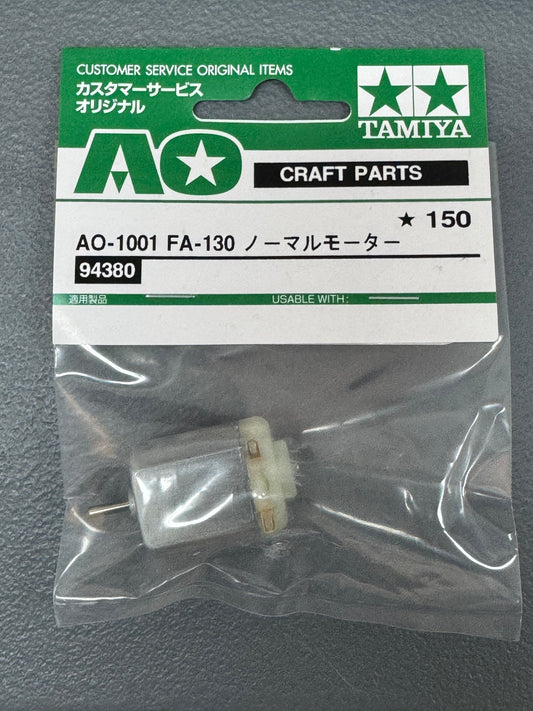 CUSTOMER SERVICE ORIGINAL ITEMS
カスタマーサービス
オリジナル
TAMIYA
AO
CRAFT PARTS
★ 150
AO-1001 FA-130 ノーマルモーター
94380
適用製品 USABLE WITH: